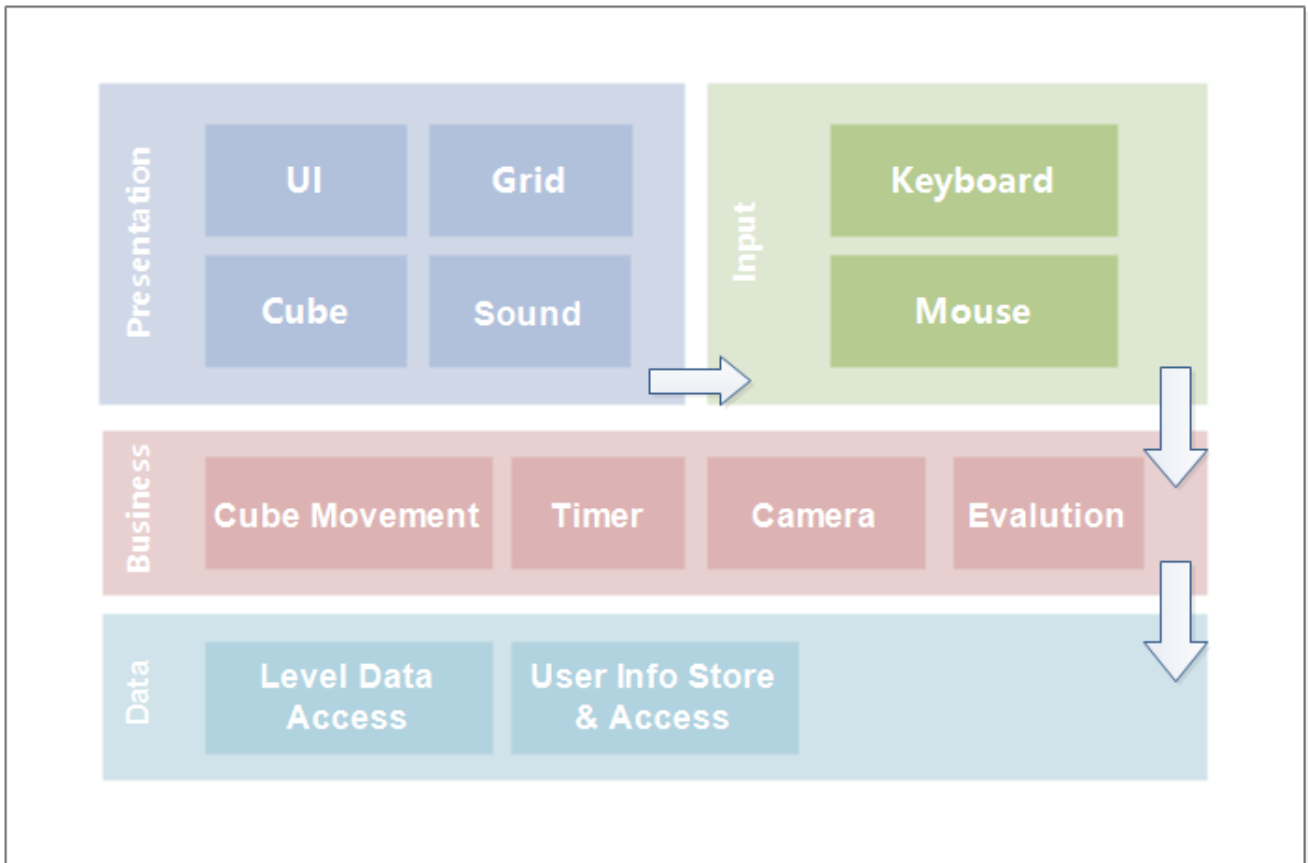 Presentation
UI
Grid
Cube
Sound
Input
Keyboard
Mouse
Business
Cube Movement
Timer
Camera
Evalution
Data
Level Data
Access
User Info Store
& Access